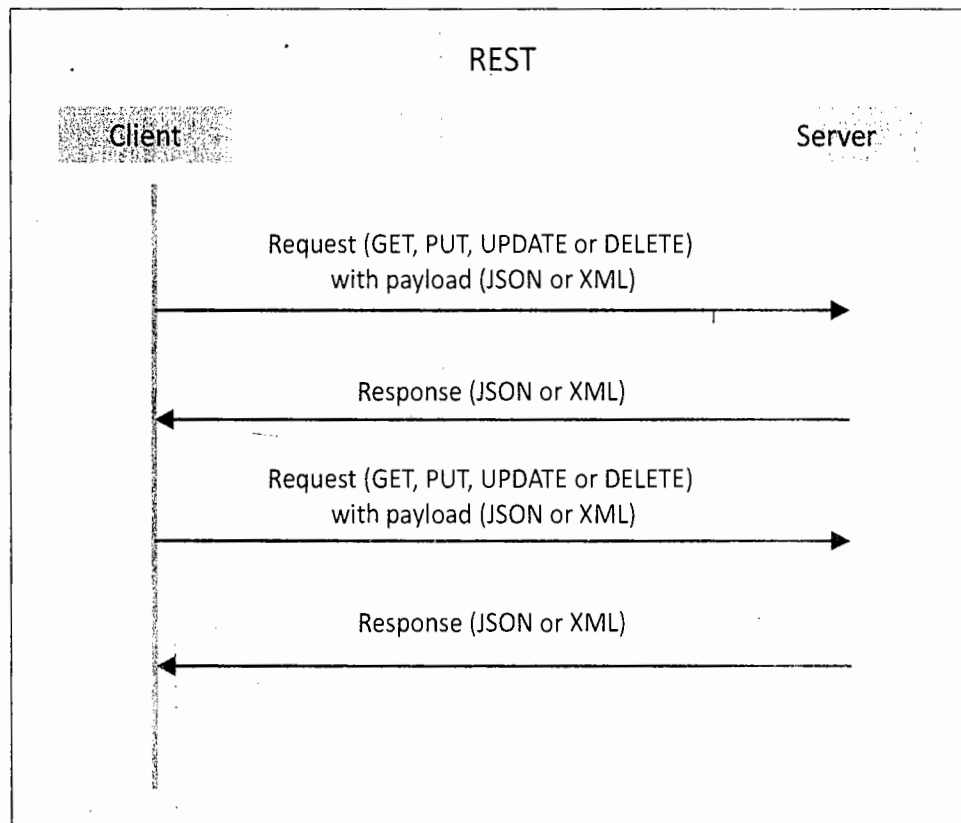 REST
Client
Server
Request (GET, PUT, UPDATE or DELETE)
with payload (JSON or XML)
Response (JSON or XML)
Request (GET, PUT, UPDATE or DELETE)
with payload (JSON or XML)
Response (JSON or XML)